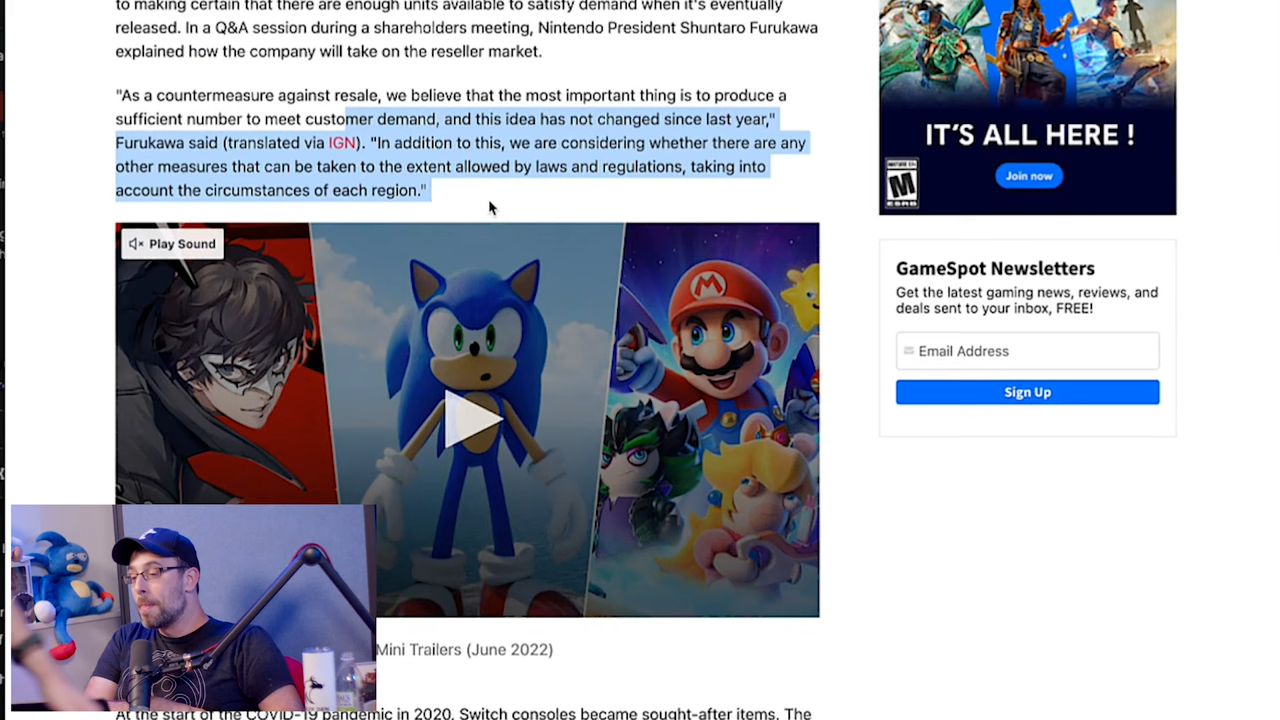 to making certain that there are enough units available to satisfy demand when it's eventually
released. In a Q&A session during a shareholders meeting, Nintendo President Shuntaro Furukawa
explained how the company will take on the reseller market.
"As a countermeasure against resale, we believe that the most important thing is to produce a
sufficient number to meet customer demand, and this idea has not changed since last year,"
Furukawa said (translated via IGN). "In addition to this, we are considering whether there are any
other measures that can be taken to the extent allowed by laws and regulations, taking into
account the circumstances of each region."
Play Sound
M
Mini Trailers (June 2022)
At the start of the COVID-19 pandemic in 2020, Switch consoles became sought-after items. The
IT'S ALL HERE !
Join now
MATURE 17+
M
ESRB
GameSpot Newsletters
Get the latest gaming news, reviews, and
deals sent to your inbox, FREE!
Email Address
Sign Up